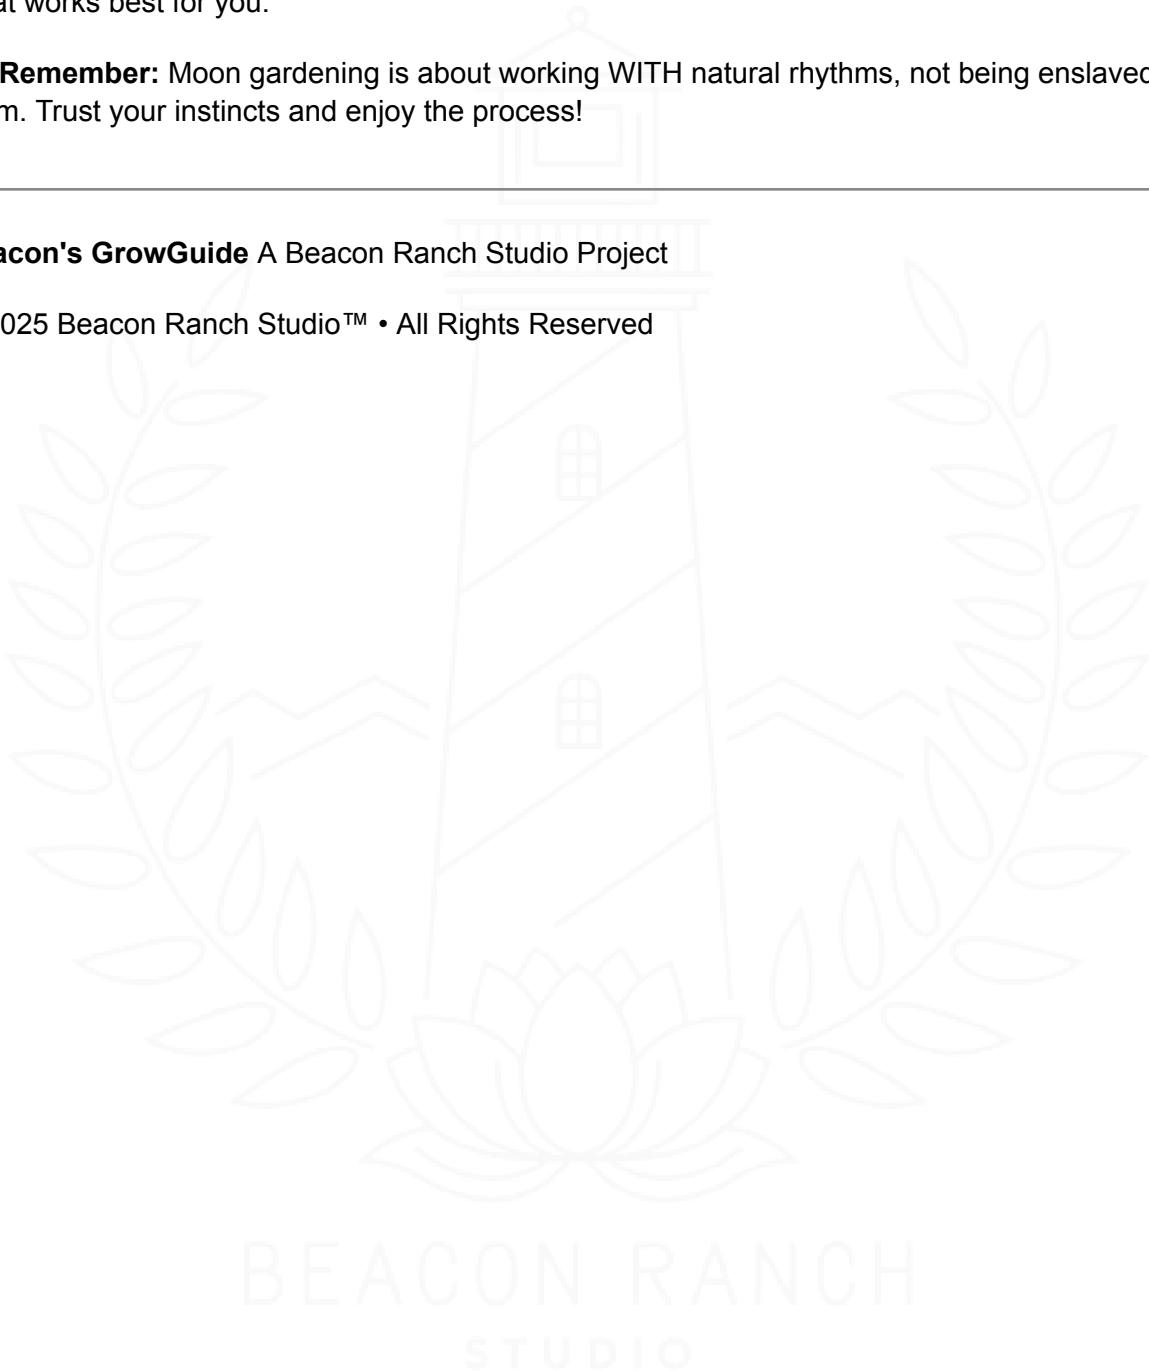 at works best for you.
Remember: Moon gardening is about working WITH natural rhythms, not being enslaved
m. Trust your instincts and enjoy the process!
acon's GrowGuide A Beacon Ranch Studio Project
025 Beacon Ranch Studio™ • All Rights Reserved
BEACON RANCH
STUDIO